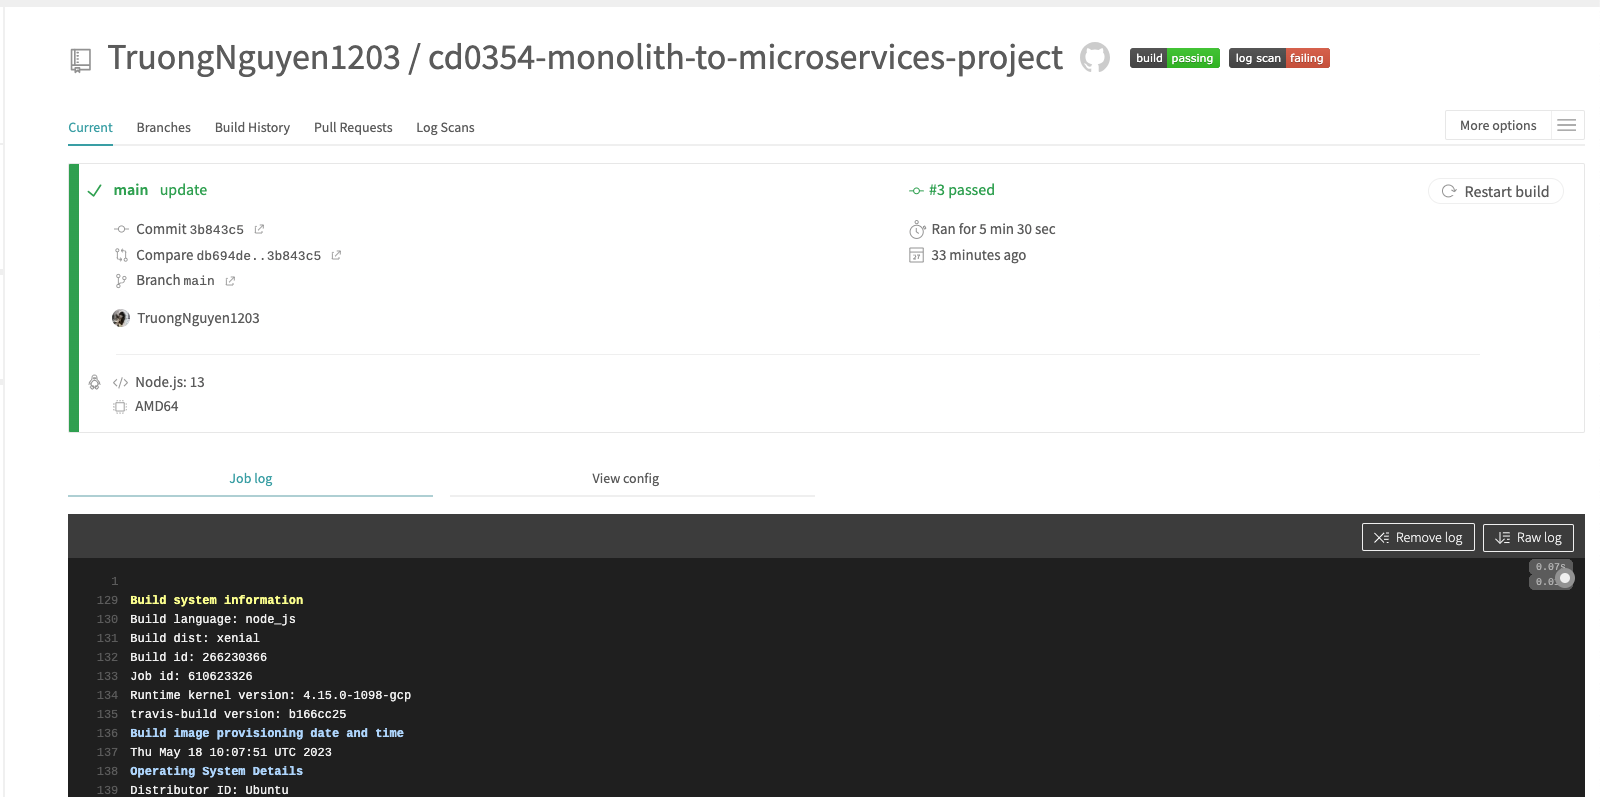 TruongNguyen1203 / cd0354-monolith-to-microservices-project
build passing
log scan failing
Current Branches Build History Pull Requests Log Scans
More options
main update
#3 passed
Restart build
Commit 3b843c5
Ran for 5 min 30 sec
Compare db694de..3b843c5
27
33 minutes ago
Branch main
TruongNguyen1203
</> Node.js: 13
AMD64
Job log
View config
Remove log
Raw log
1
0.07s
129 Build system information
130 Build language: node_js
131 Build dist: xenial
132 Build id: 266230366
133 Job id: 610623326
134 Runtime kernel version: 4.15.0-1098-gcp
135 travis-build version: b166cc25
136 Build image provisioning date and time
137 Thu May 18 10:07:51 UTC 2023
138 Operating System Details
139 Distributor ID: Ubuntu